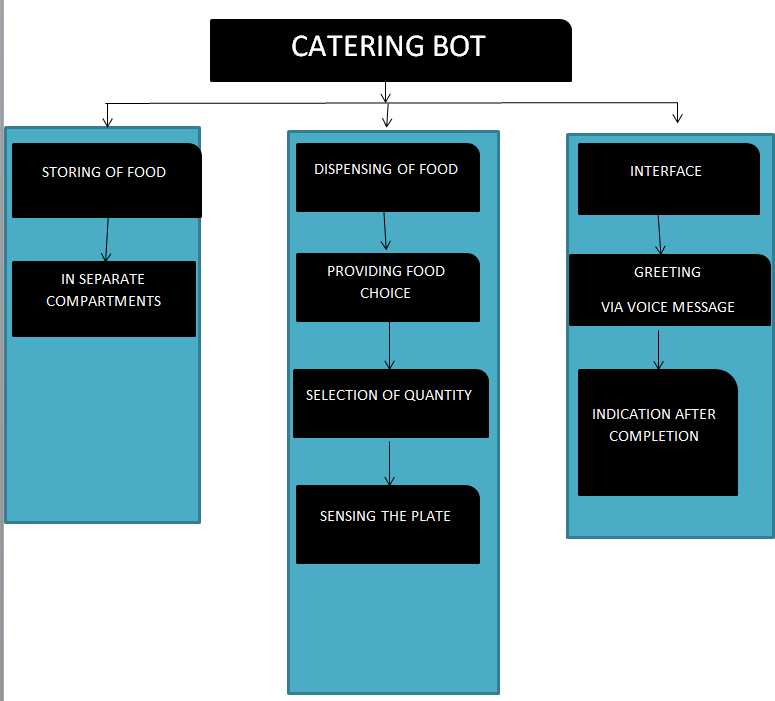 CATERING BOT
STORING OF FOOD
IN SEPARATE
COMPARTMENTS
DISPENSING OF FOOD
PROVIDING FOOD
CHOICE
SELECTION OF QUANTITY
SENSING THE PLATE
INTERFACE
GREETING
VIA VOICE MESSAGE
INDICATION AFTER
COMPLETION